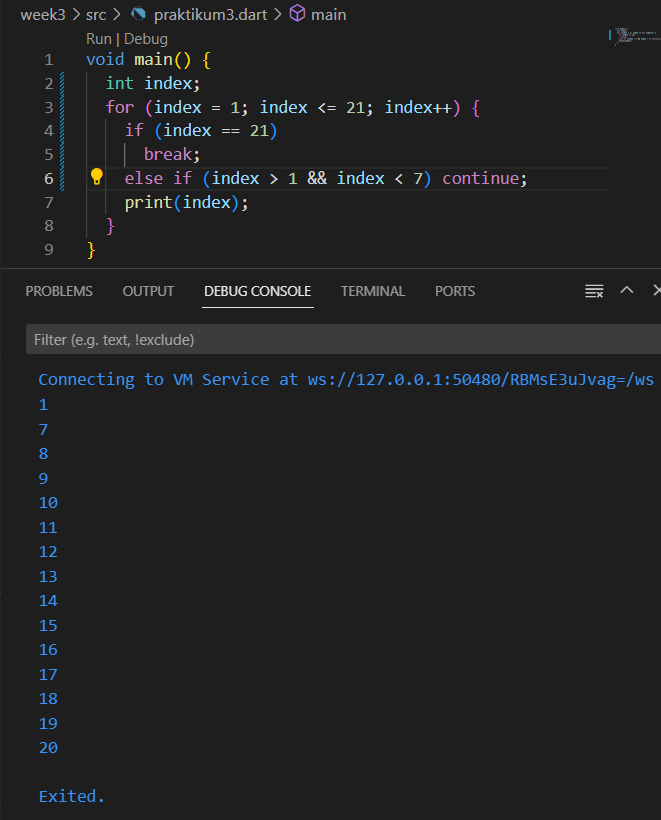 week3 > src > praktikum3.dart > main
Run | Debug
1 void main() {
2 int index;
3 for (index = 1; index <= 21; index++) {
4 if (index == 21)
5 break;
6 else if (index > 1 && index < 7) continue;
7 print(index);
8 }
9 }
PROBLEMS OUTPUT DEBUG CONSOLE TERMINAL PORTS
Filter (e.g. text, !exclude)
Connecting to VM Service at ws://127.0.0.1:50480/RBMsE3uJvag=/ws
1
7
8
9
10
11
12
13
14
15
16
17
18
19
20
Exited.